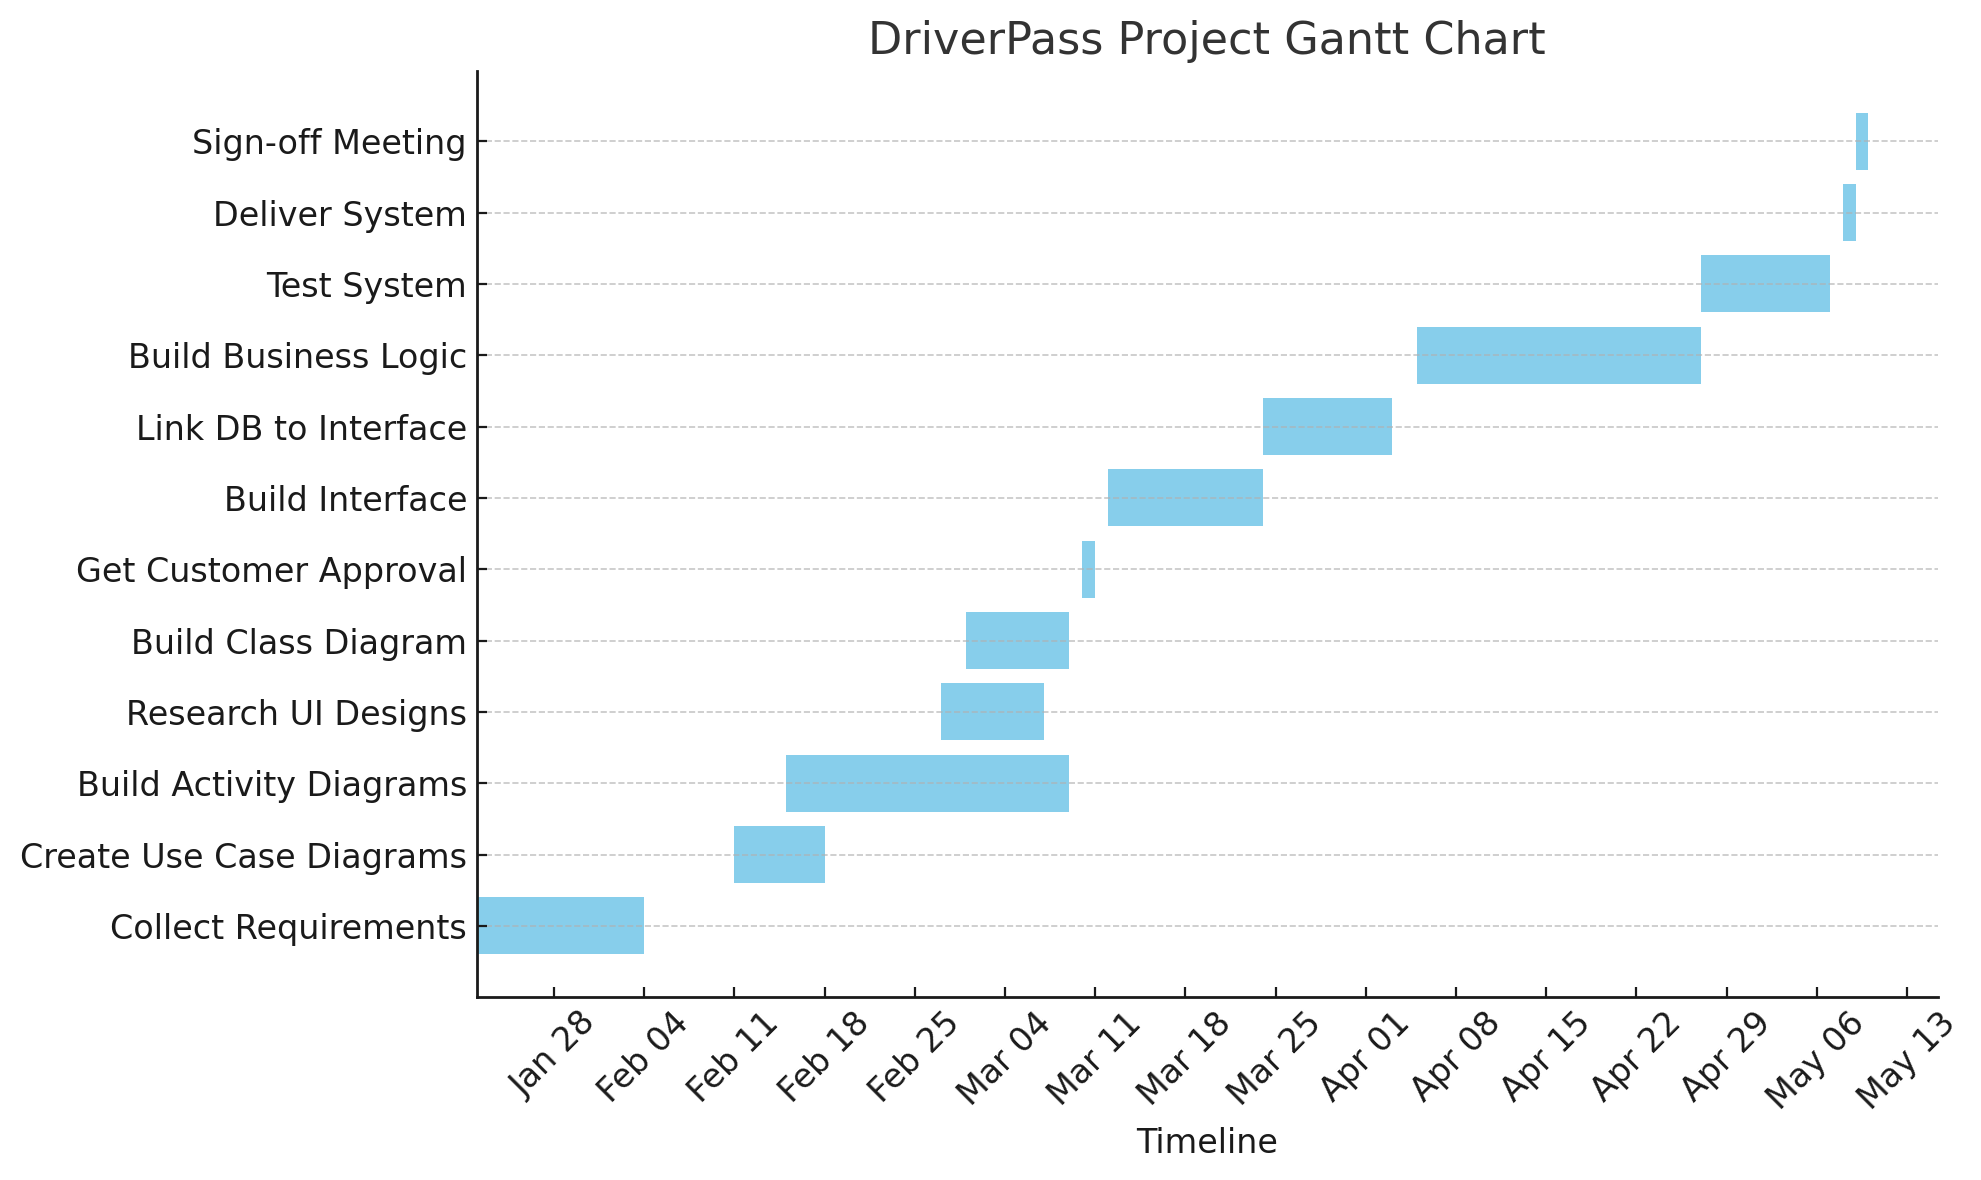 DriverPass Project Gantt Chart
Sign-off Meeting
Deliver System
Test System
Build Business Logic
Link DB to Interface
Build Interface
Get Customer Approval
Build Class Diagram
Research UI Designs
Build Activity Diagrams
Create Use Case Diagrams
Collect Requirements
Jan 28
Feb 04
Feb 11
Feb 18
Feb 25
Mar 04
Mar 11
Mar 18
Mar 25
Apr 01
Apr 08
Apr 15
Apr 22
Apr 29
May 06
May 13
Timeline